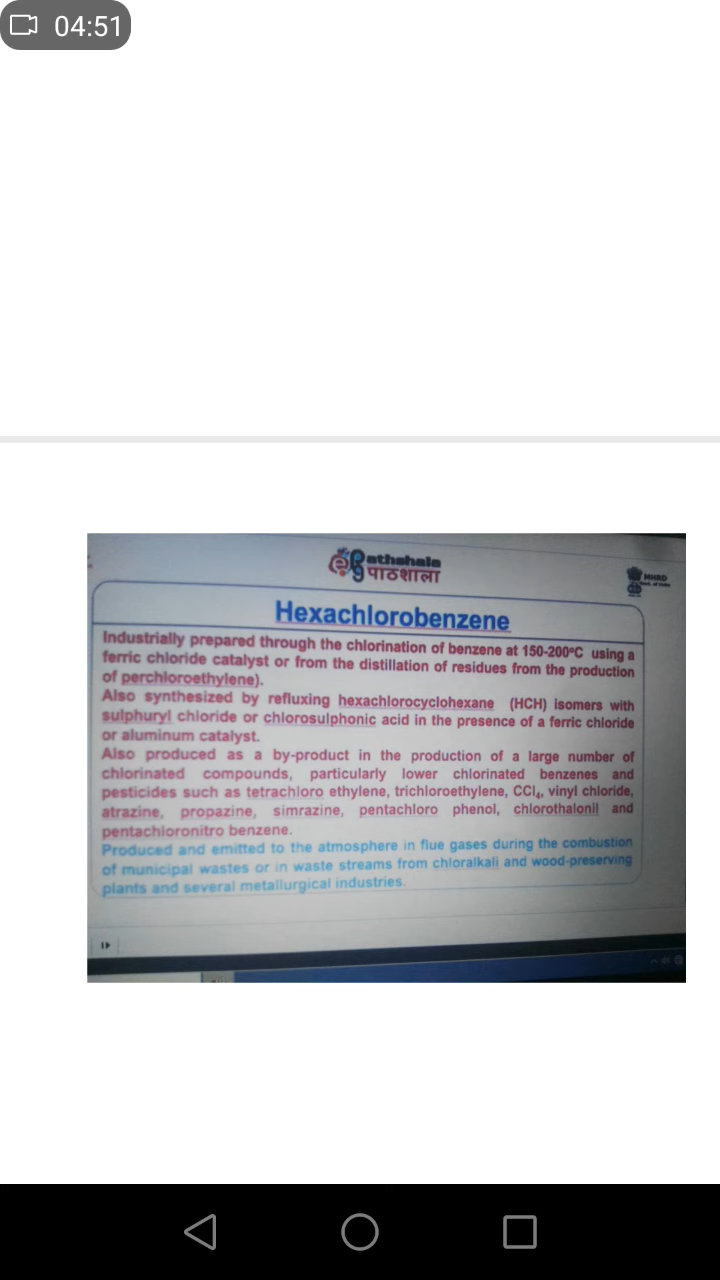 04:51
ePathshala
पाठशाला
MHRD
Govt. of India
Hexachlorobenzene
Industrially prepared through the chlorination of benzene at 150-200ºC using a
ferric chloride catalyst or from the distillation of residues from the production
of perchloroethylene).
Also synthesized by refluxing hexachlorocyclohexane (HCH) isomers with
sulphuryl chloride or chlorosulphonic acid in the presence of a ferric chloride
or aluminum catalyst.
Also produced as a by-product in the production of a large number of
chlorinated compounds, particularly lower chlorinated benzenes and
pesticides such as tetrachloro ethylene, trichloroethylene, CCl₄, vinyl chloride,
atrazine, propazine, simrazine, pentachloro phenol, chlorothalonil and
pentachloronitro benzene.
Produced and emitted to the atmosphere in flue gases during the combustion
of municipal wastes or in waste streams from chloralkali and wood-preserving
plants and several metallurgical industries.